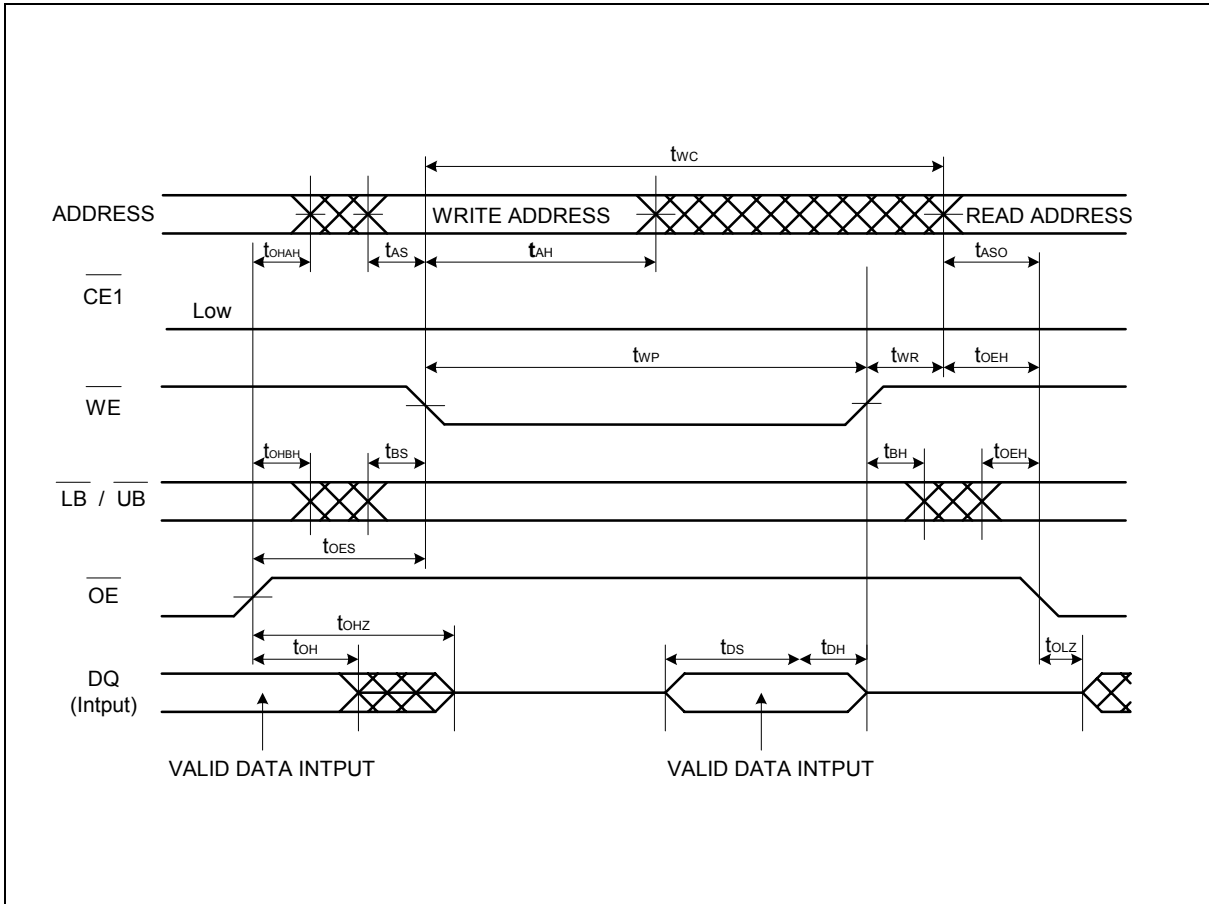 tWC
ADDRESS
WRITE ADDRESS
READ ADDRESS
tOHAH
tAS
tAH
tASO
CE1
Low
tWP
tWR
tOEH
WE
tOHBH
tBS
tBH
tOEH
LB / UB
tOES
OE
tOHZ
tOH
tDS
tDH
tOLZ
DQ
(Intput)
VALID DATA INTPUT
VALID DATA INTPUT